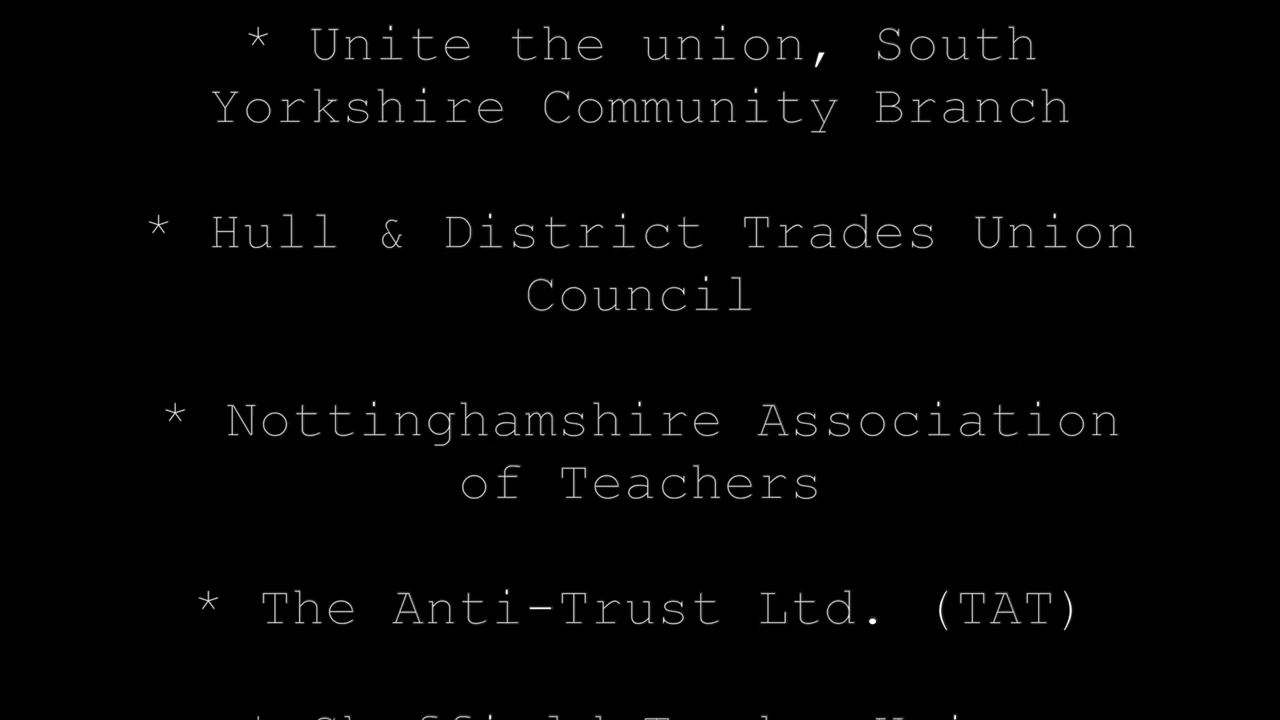 * Unite the union, South
Yorkshire Community Branch
* Hull & District Trades Union
Council
* Nottinghamshire Association
of Teachers
* The Anti-Trust Ltd. (TAT)